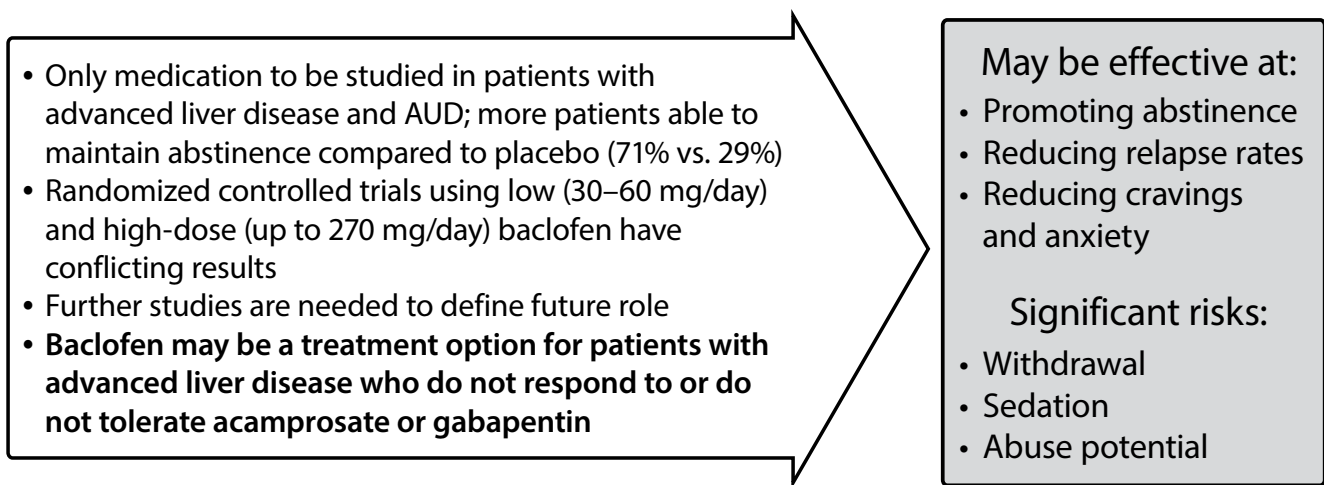 • Only medication to be studied in patients with
advanced liver disease and AUD; more patients able to
maintain abstinence compared to placebo (71% vs. 29%)
• Randomized controlled trials using low (30–60 mg/day)
and high-dose (up to 270 mg/day) baclofen have
conflicting results
• Further studies are needed to define future role
• Baclofen may be a treatment option for patients with
advanced liver disease who do not respond to or do
not tolerate acamprosate or gabapentin
May be effective at:
• Promoting abstinence
• Reducing relapse rates
• Reducing cravings
and anxiety
Significant risks:
• Withdrawal
• Sedation
• Abuse potential